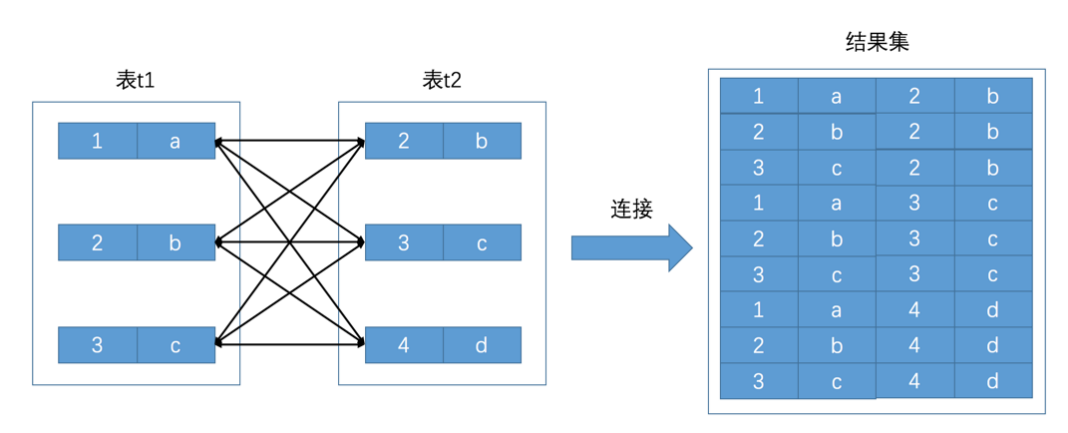 结果集
表t1
表t2
1 a 2 b
2 b 2 b
3 c 2 b
1 a 3 c
2 b 3 c
3 c 3 c
1 a 4 d
2 b 4 d
3 c 4 d
1 a
2 b
3 c
2 b
3 c
4 d
连接